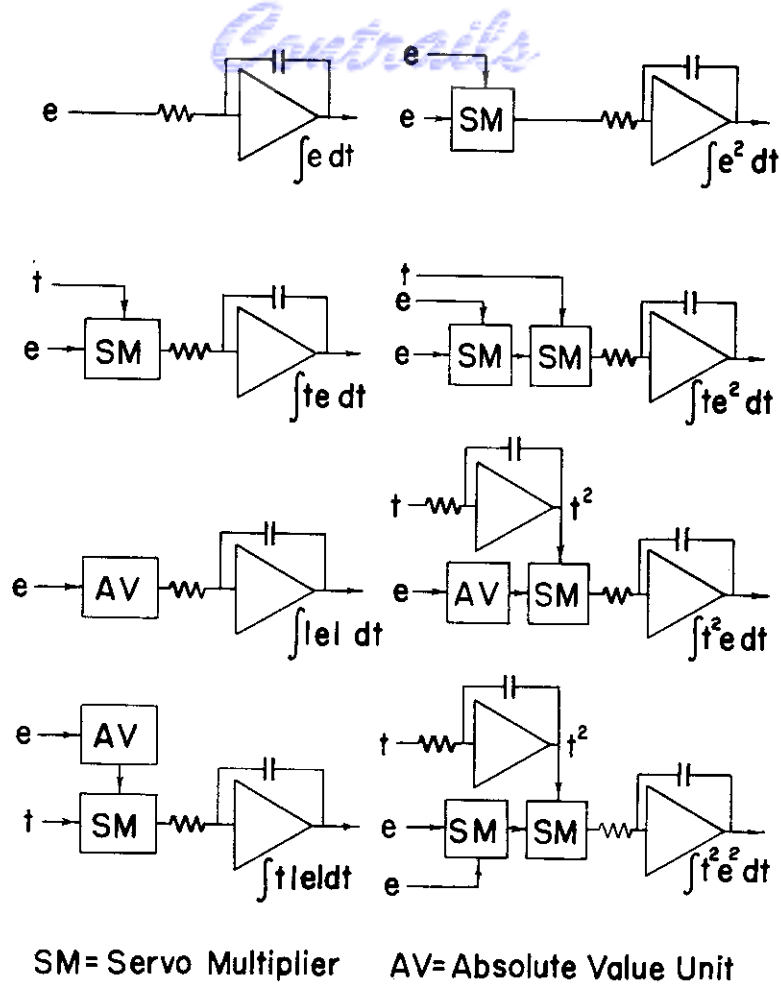 Contrails
e
∫e dt
e
e
SM
∫e² dt
t
e
SM
∫te dt
t
e
e
SM
SM
∫te² dt
e
AV
∫|e| dt
t
t²
e
AV
SM
∫t²e dt
e
AV
t
SM
∫t|e|dt
t
t²
e
SM
SM
e
∫t²e² dt
SM= Servo Multiplier AV= Absolute Value Unit